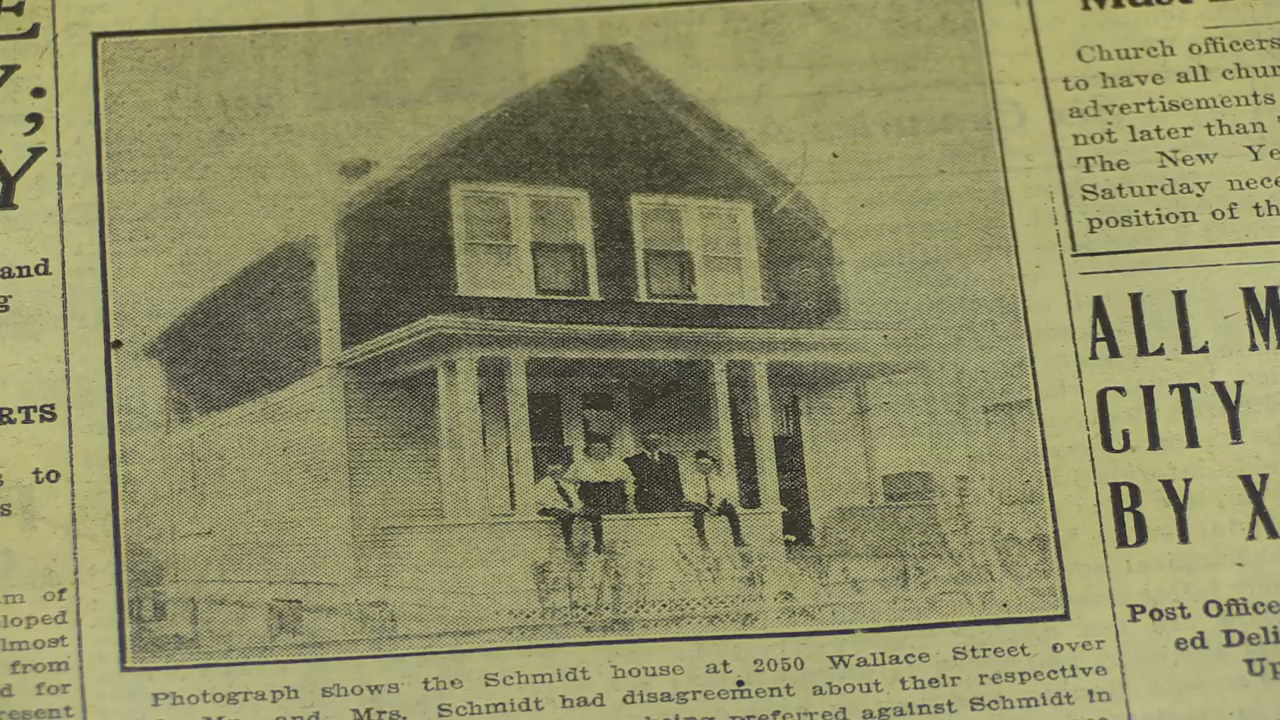 E
Y;
Y
and
g
RTS
to
s
m of
loped
lmost
from
d for
resent
Photograph shows the Schmidt house at 2050 Wallace Street over
Mr. and Mrs. Schmidt had disagreement about their respective
being preferred against Schmidt in
Must
Church officers
to have all chur
advertisements
not later than
The New Ye
Saturday nece
position of th
ALL M
CITY
BY X
Post Office
ed Deli
Up